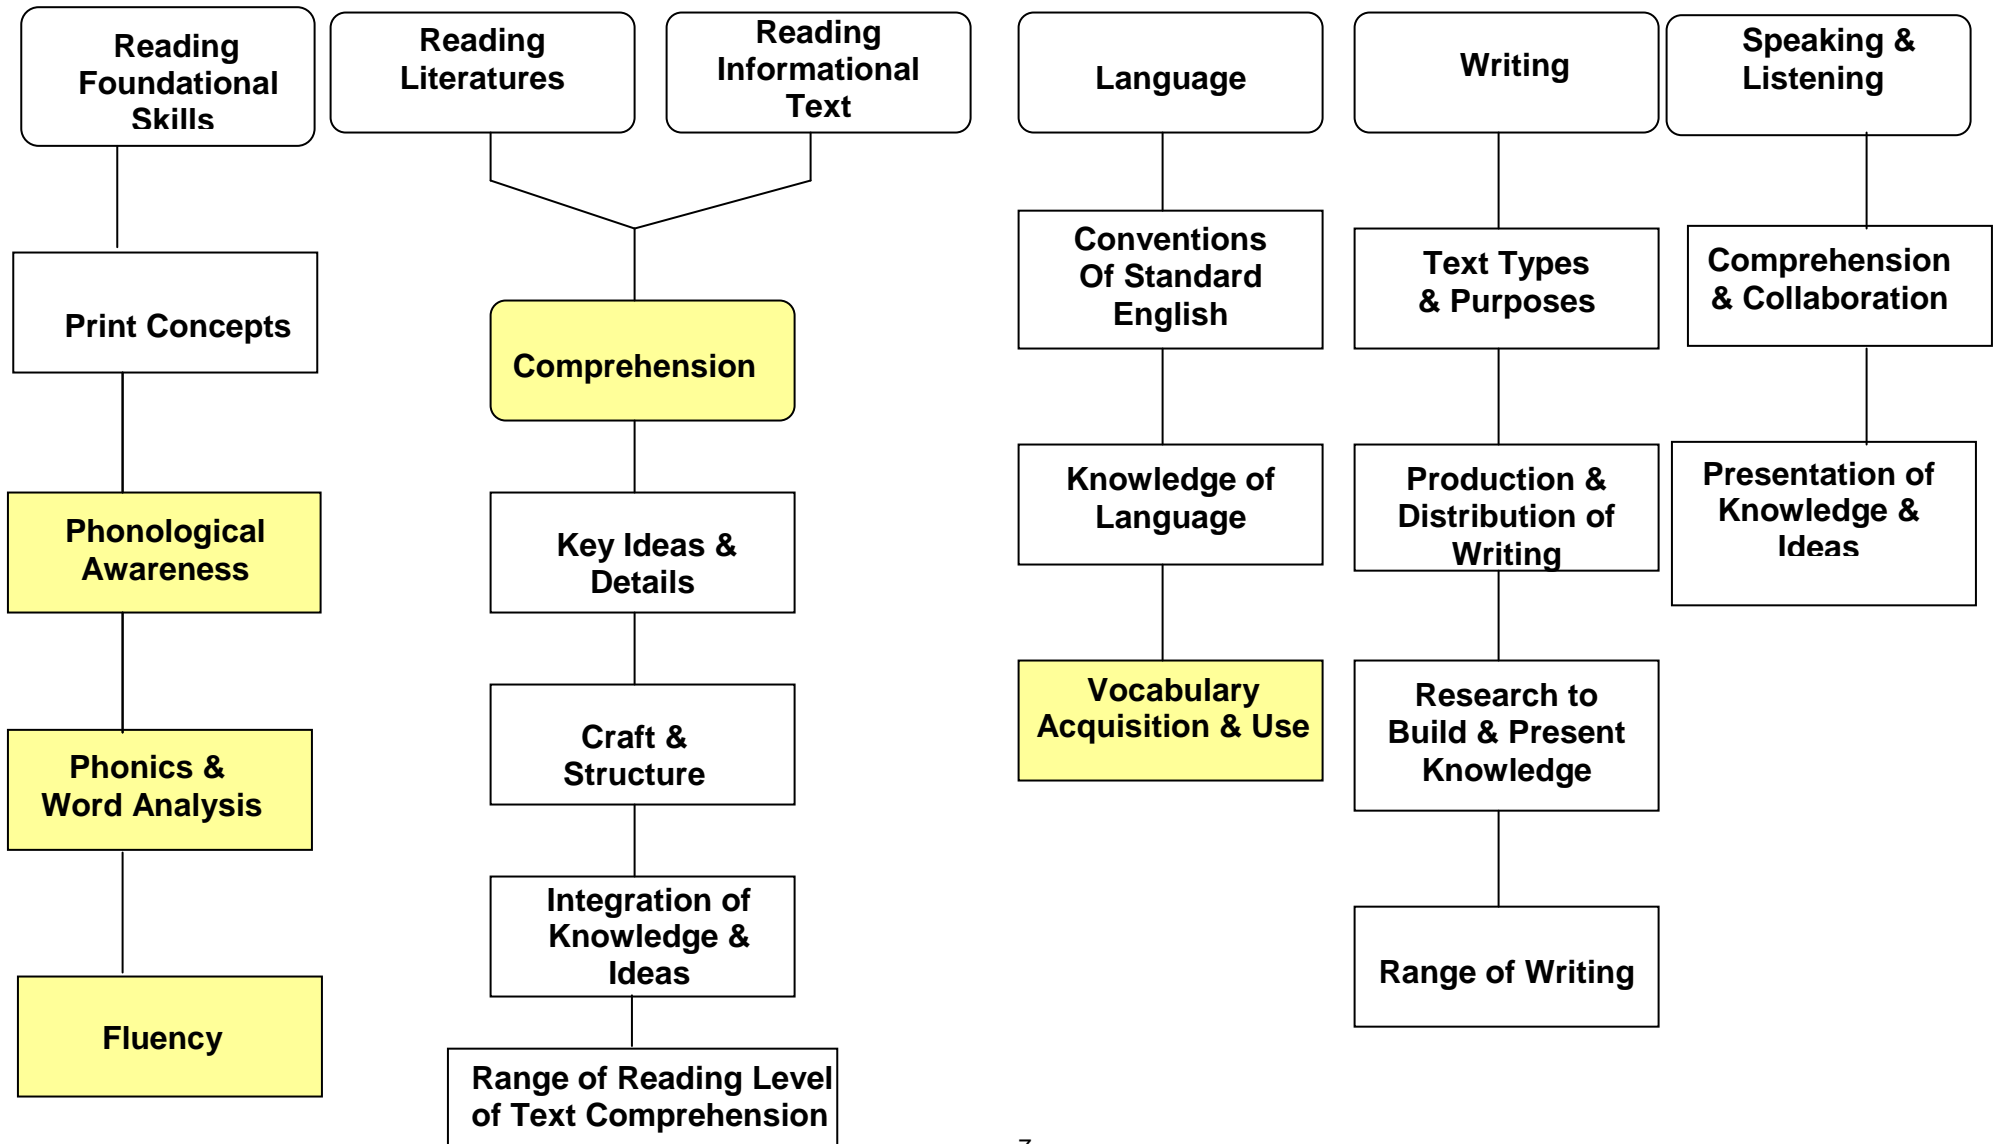 Reading
Foundational
Skills
Reading
Literatures
Reading
Informational
Text
Language
Writing
Speaking &
Listening
Print Concepts
Phonological
Awareness
Phonics &
Word Analysis
Fluency
Comprehension
Key Ideas &
Details
Craft &
Structure
Integration of
Knowledge &
Ideas
Range of Reading Level
of Text Comprehension
Conventions
Of Standard
English
Knowledge of
Language
Vocabulary
Acquisition & Use
Text Types
& Purposes
Production &
Distribution of
Writing
Research to
Build & Present
Knowledge
Range of Writing
Comprehension
& Collaboration
Presentation of
Knowledge &
Ideas